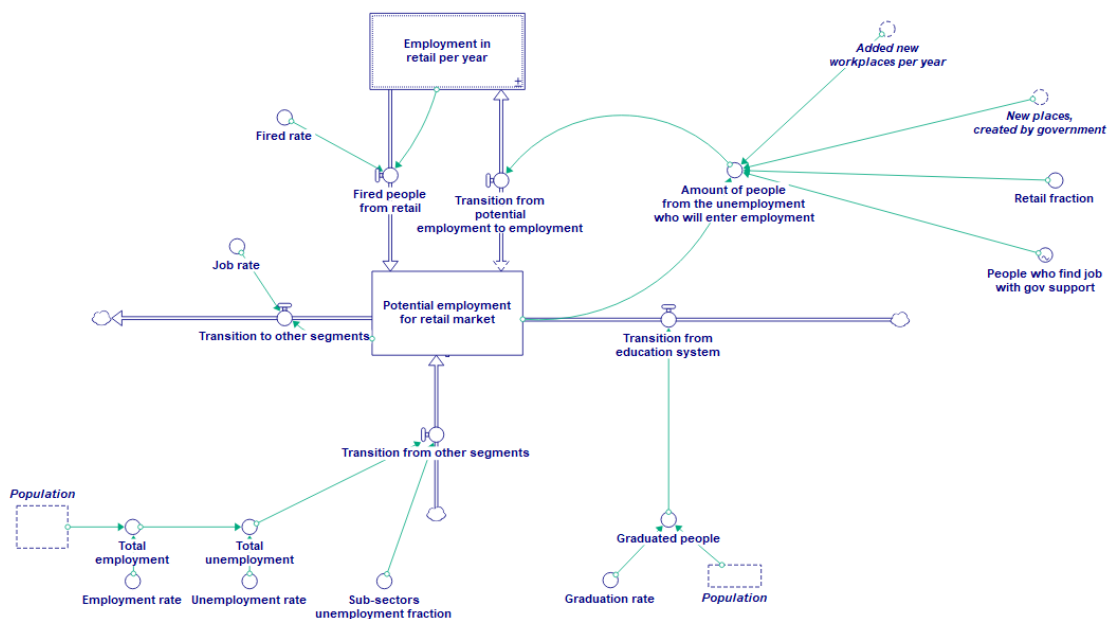 Employment in
retail per year
Added new
workplaces per year
Fired rate
New places,
created by government
Fired people
from retail
Transition from
potential
employment to employment
Amount of people
from the unemployment
who will enter employment
Retail fraction
Job rate
People who find job
with gov support
Potential employment
for retail market
Transition to other segments
Transition from
education system
Transition from other segments
Population
Total
employment
Total
unemployment
Graduated people
Employment rate
Unemployment rate
Sub-sectors
unemployment fraction
Graduation rate
Population